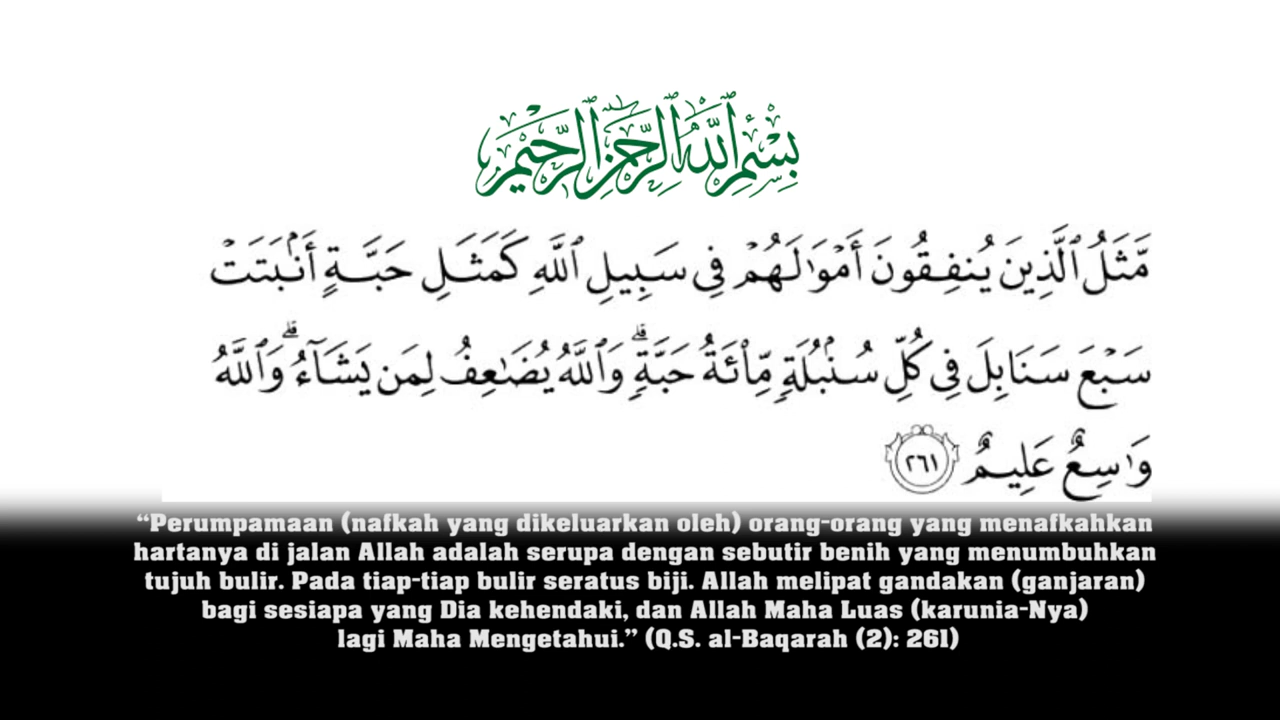 بِسْمِ ٱللَّهِ ٱلرَّحْمَٰنِ ٱلرَّحِيمِ
مَّثَلُ ٱلَّذِينَ يُنفِقُونَ أَمْوَٰلَهُمْ فِى سَبِيلِ ٱللَّهِ كَمَثَلِ حَبَّةٍ أَنۢبَتَتْ
سَبْعَ سَنَابِلَ فِى كُلِّ سُنۢبُلَةٍ مِّا۟ئَةُ حَبَّةٍ ۗ وَٱللَّهُ يُضَٰعِفُ لِمَن يَشَآءُ ۗ وَٱللَّهُ
وَٰسِعٌ عَلِيمٌ ٢٦١
“Perumpamaan (nafkah yang dikeluarkan oleh) orang-orang yang menafkahkan
hartanya di jalan Allah adalah serupa dengan sebutir benih yang menumbuhkan
tujuh bulir. Pada tiap-tiap bulir seratus biji. Allah melipat gandakan (ganjaran)
bagi sesiapa yang Dia kehendaki, dan Allah Maha Luas (karunia-Nya)
lagi Maha Mengetahui.” (Q.S. al-Baqarah (2): 261)